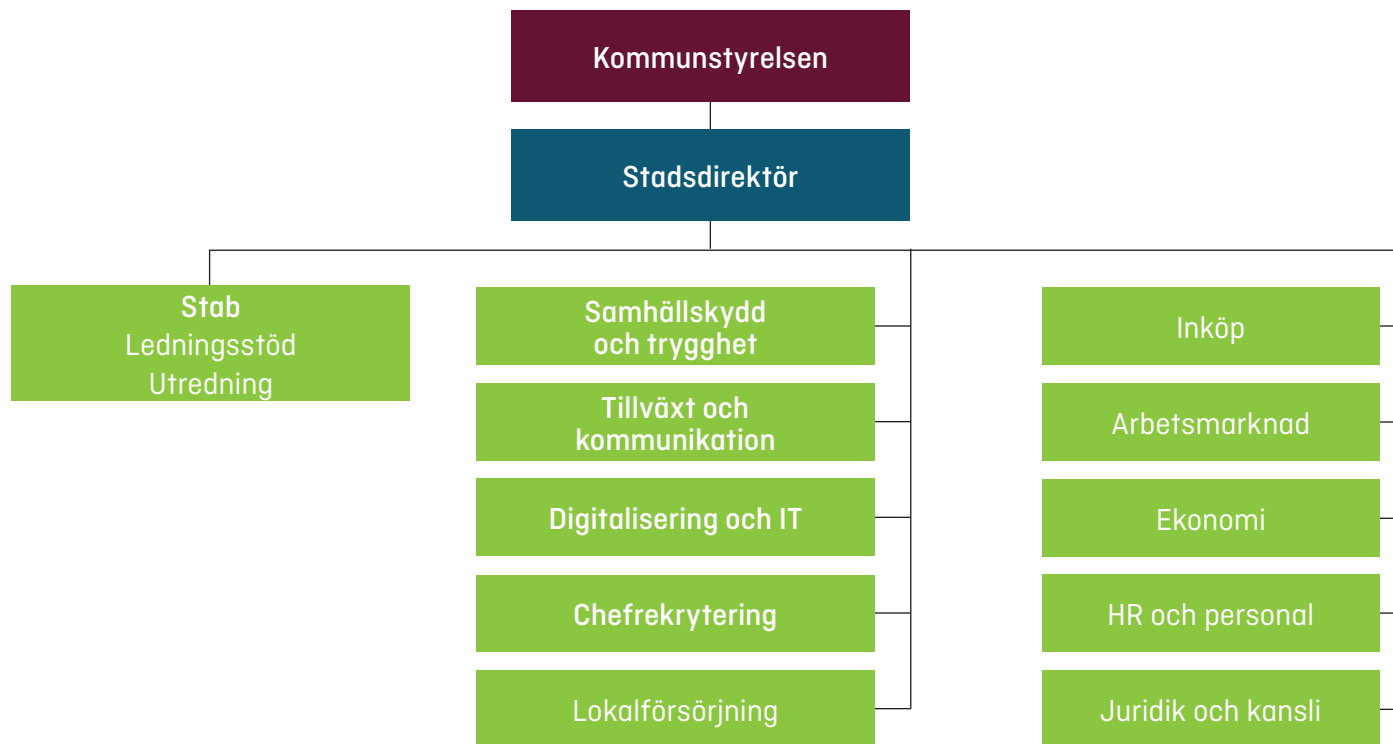 Kommunstyrelsen
Stadsdirektör
Stab
Ledningsstöd
Utredning
Samhällskydd
och trygghet
Tillväxt och
kommunikation
Digitalisering och IT
Chefrekrytering
Lokalförsörjning
Inköp
Arbetsmarknad
Ekonomi
HR och personal
Juridik och kansli